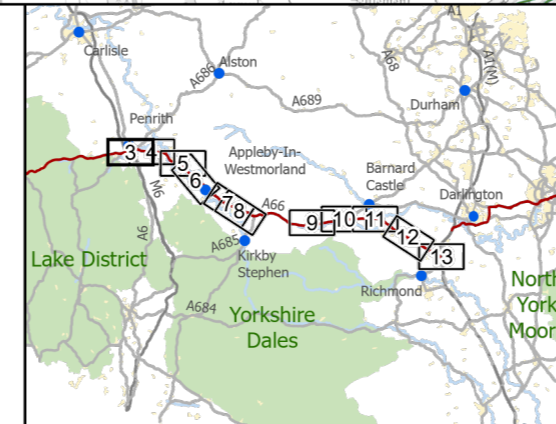 A1
Carlisle
A686
Alston
A68
A1(M)
A689
Durham
Penrith
3
4
5
6
7
8
Appleby-In-
Westmorland
Barnard
Castle
Darlington
M6
A66
9
10
11
12
13
A6
A685
Kirkby
Stephen
Lake District
Richmond
A684
Yorkshire
Dales
North
York
Moor